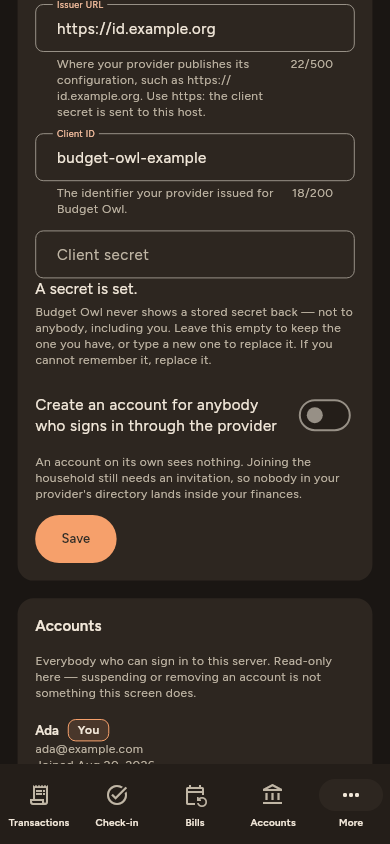 Issuer URL
https://id.example.org
Where your provider publishes its 22/500
configuration, such as https://
id.example.org. Use https: the client
secret is sent to this host.
Client ID
budget-owl-example
The identifier your provider issued for 18/200
Budget Owl.
Client secret
A secret is set.
Budget Owl never shows a stored secret back — not to
anybody, including you. Leave this empty to keep the
one you have, or type a new one to replace it. If you
cannot remember it, replace it.
Create an account for anybody
who signs in through the provider
An account on its own sees nothing. Joining the
household still needs an invitation, so nobody in your
provider's directory lands inside your finances.
Save
Accounts
Everybody who can sign in to this server. Read-only
here — suspending or removing an account is not
something this screen does.
Ada You
ada@example.com
Joined Aug 20, 2026
Transactions Check-in Bills Accounts More